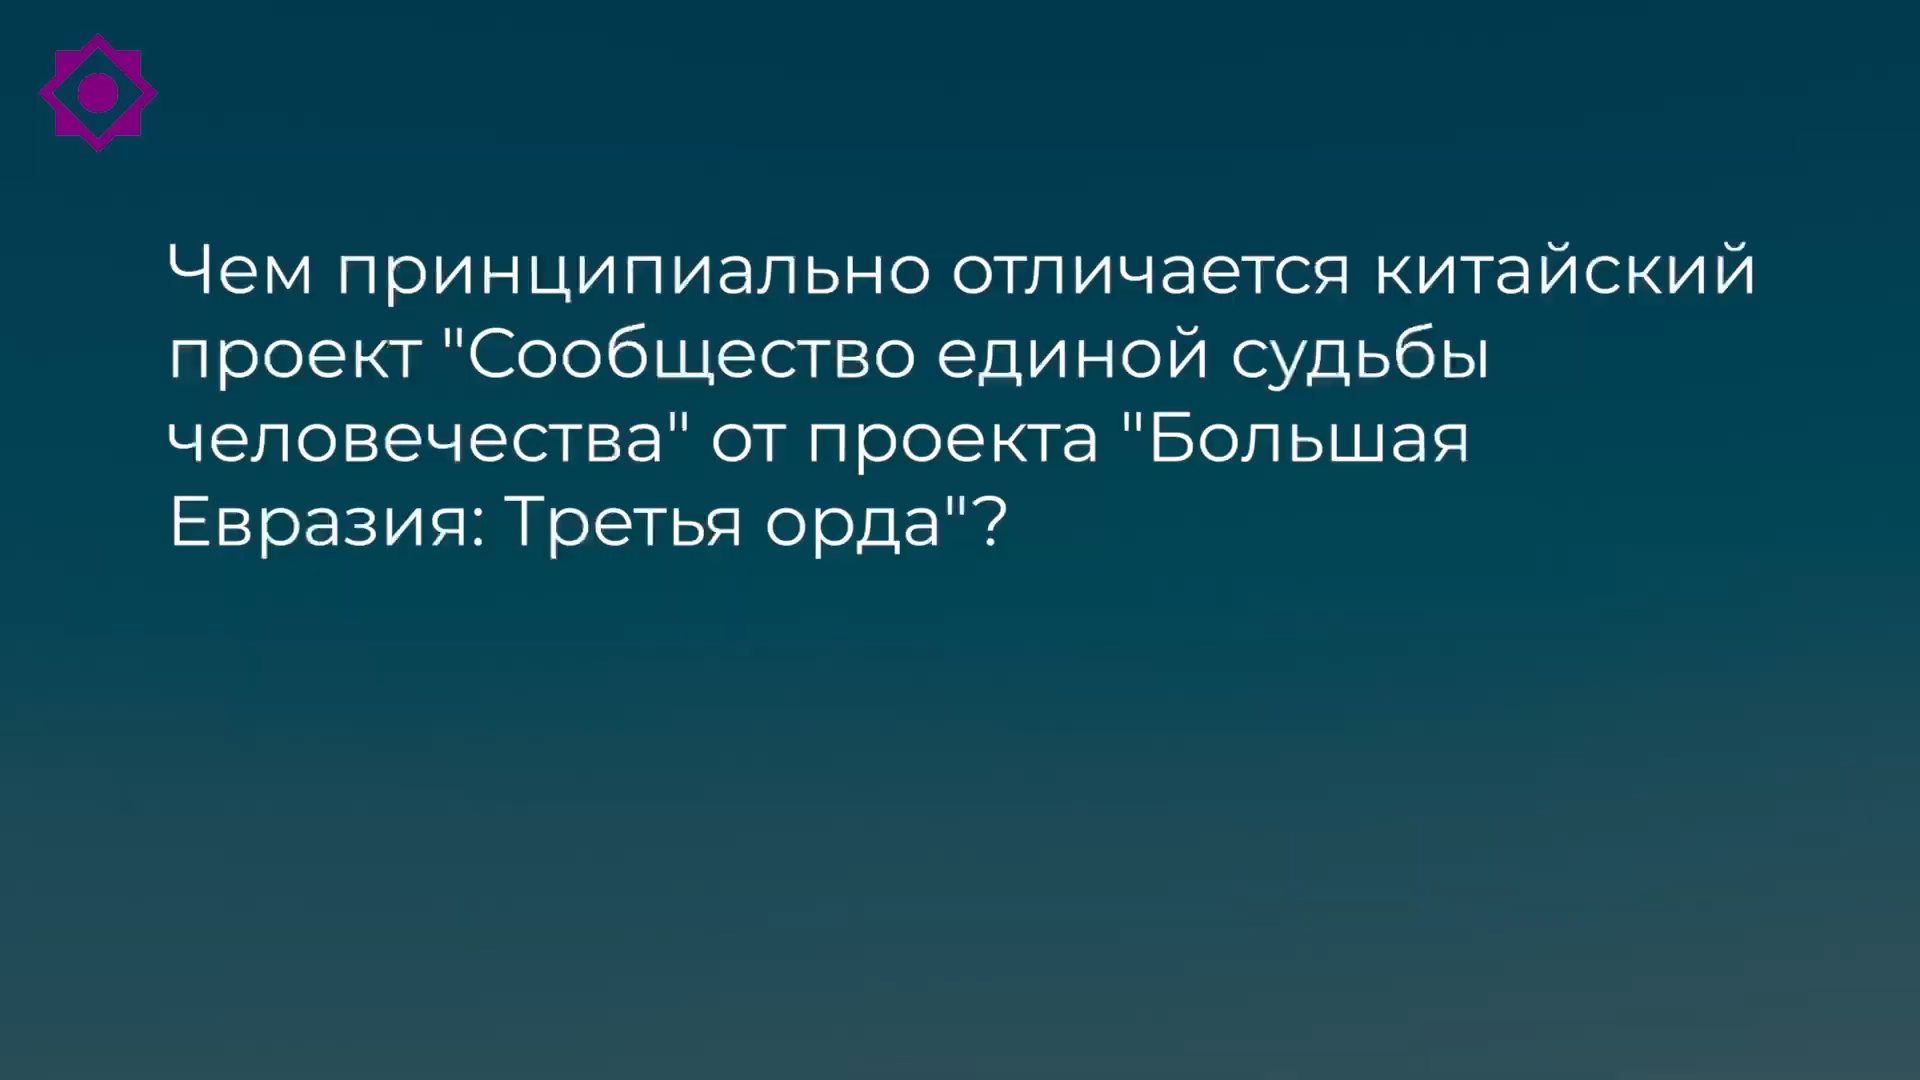 Чем принципиально отличается китайский
проект "Сообщество единой судьбы
человечества" от проекта "Большая
Евразия: Третья орда"?